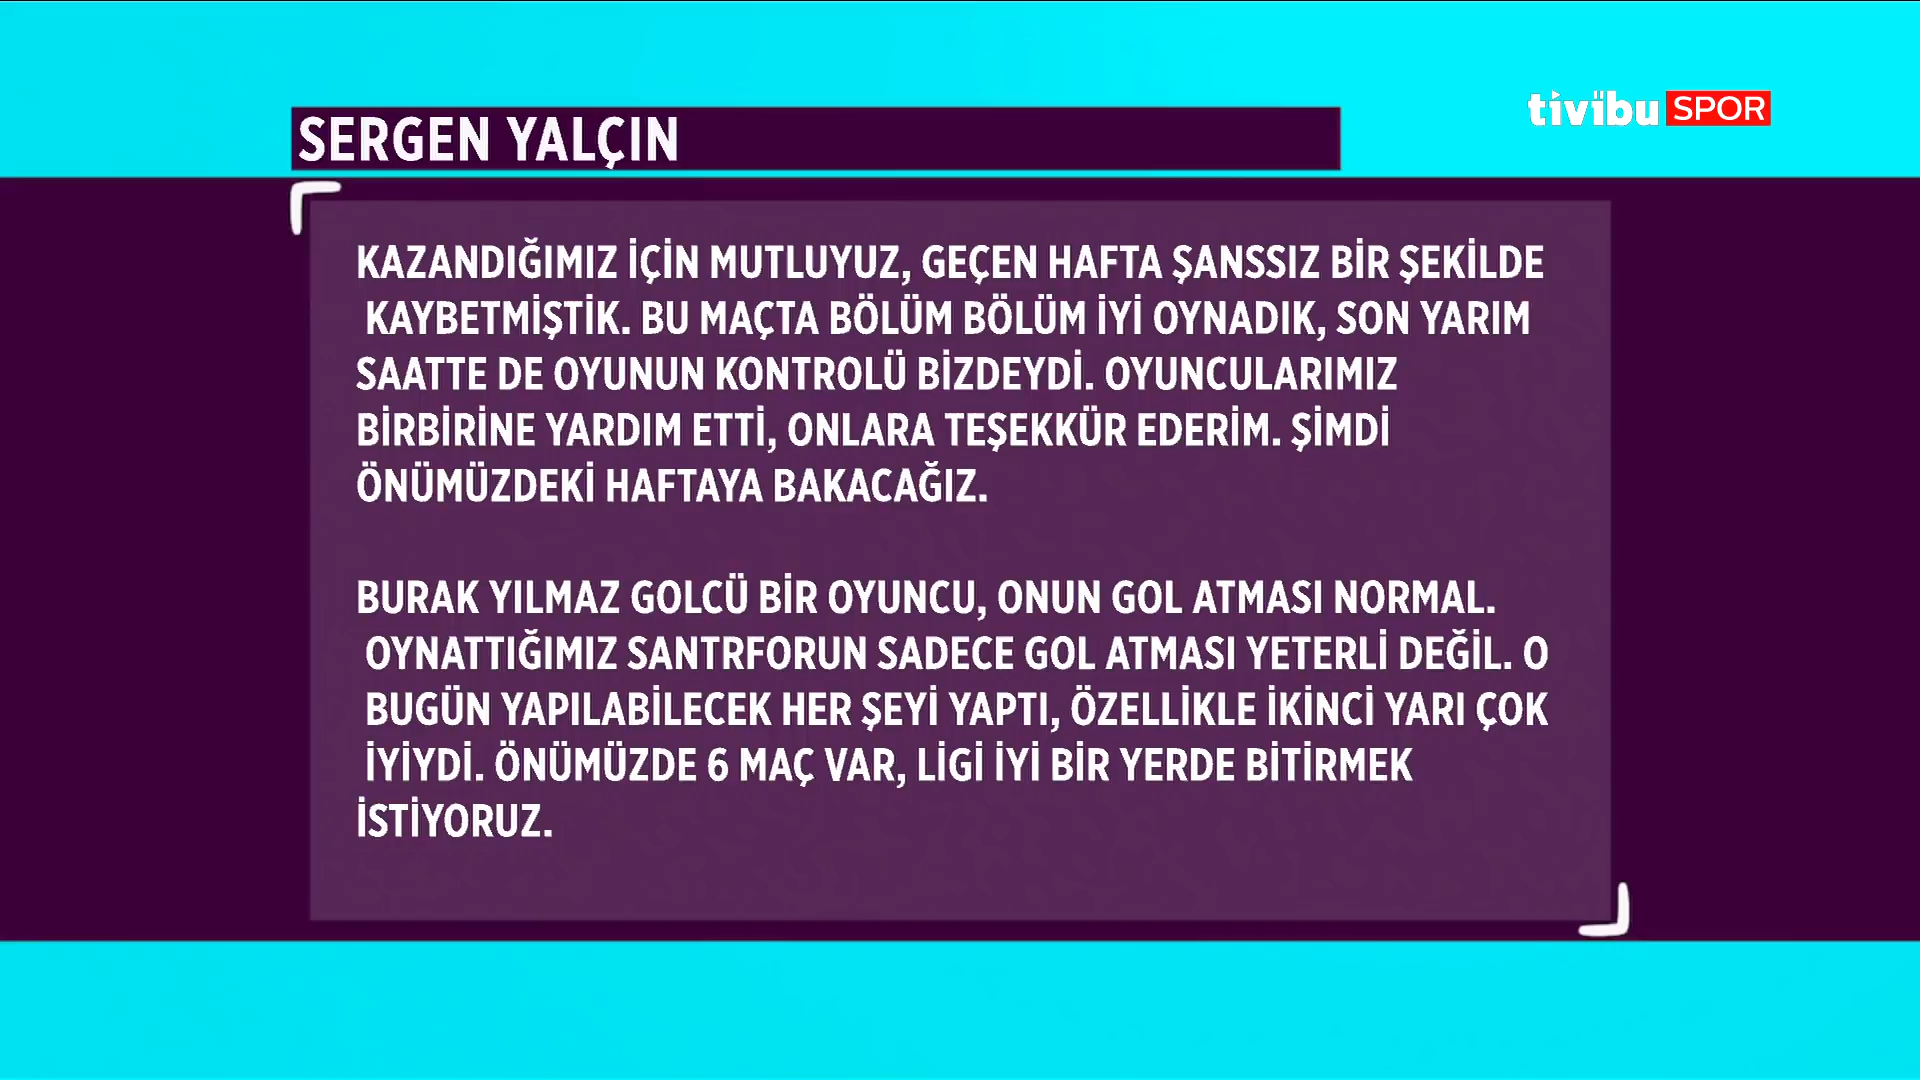 tivibu SPOR
SERGEN YALÇIN
KAZANDIĞIMIZ İÇİN MUTLUYUZ, GEÇEN HAFTA ŞANSSIZ BİR ŞEKİLDE
KAYBETMİŞTİK. BU MAÇTA BÖLÜM BÖLÜM İYİ OYNADIK, SON YARIM
SAATTE DE OYUNUN KONTROLÜ BİZDEYDİ. OYUNCULARIMIZ
BİRBİRİNE YARDIM ETTİ, ONLARA TEŞEKKÜR EDERİM. ŞİMDİ
ÖNÜMÜZDEKİ HAFTAYA BAKACAĞIZ.
BURAK YILMAZ GOLCÜ BİR OYUNCU, ONUN GOL ATMASI NORMAL.
OYNATTIĞIMIZ SANTRFORUN SADECE GOL ATMASI YETERLİ DEĞİL. O
BUGÜN YAPILABİLECEK HER ŞEYİ YAPTI, ÖZELLİKLE İKİNCİ YARI ÇOK
İYİYDİ. ÖNÜMÜZDE 6 MAÇ VAR, LİGİ İYİ BİR YERDE BİTİRMEK
İSTİYORUZ.